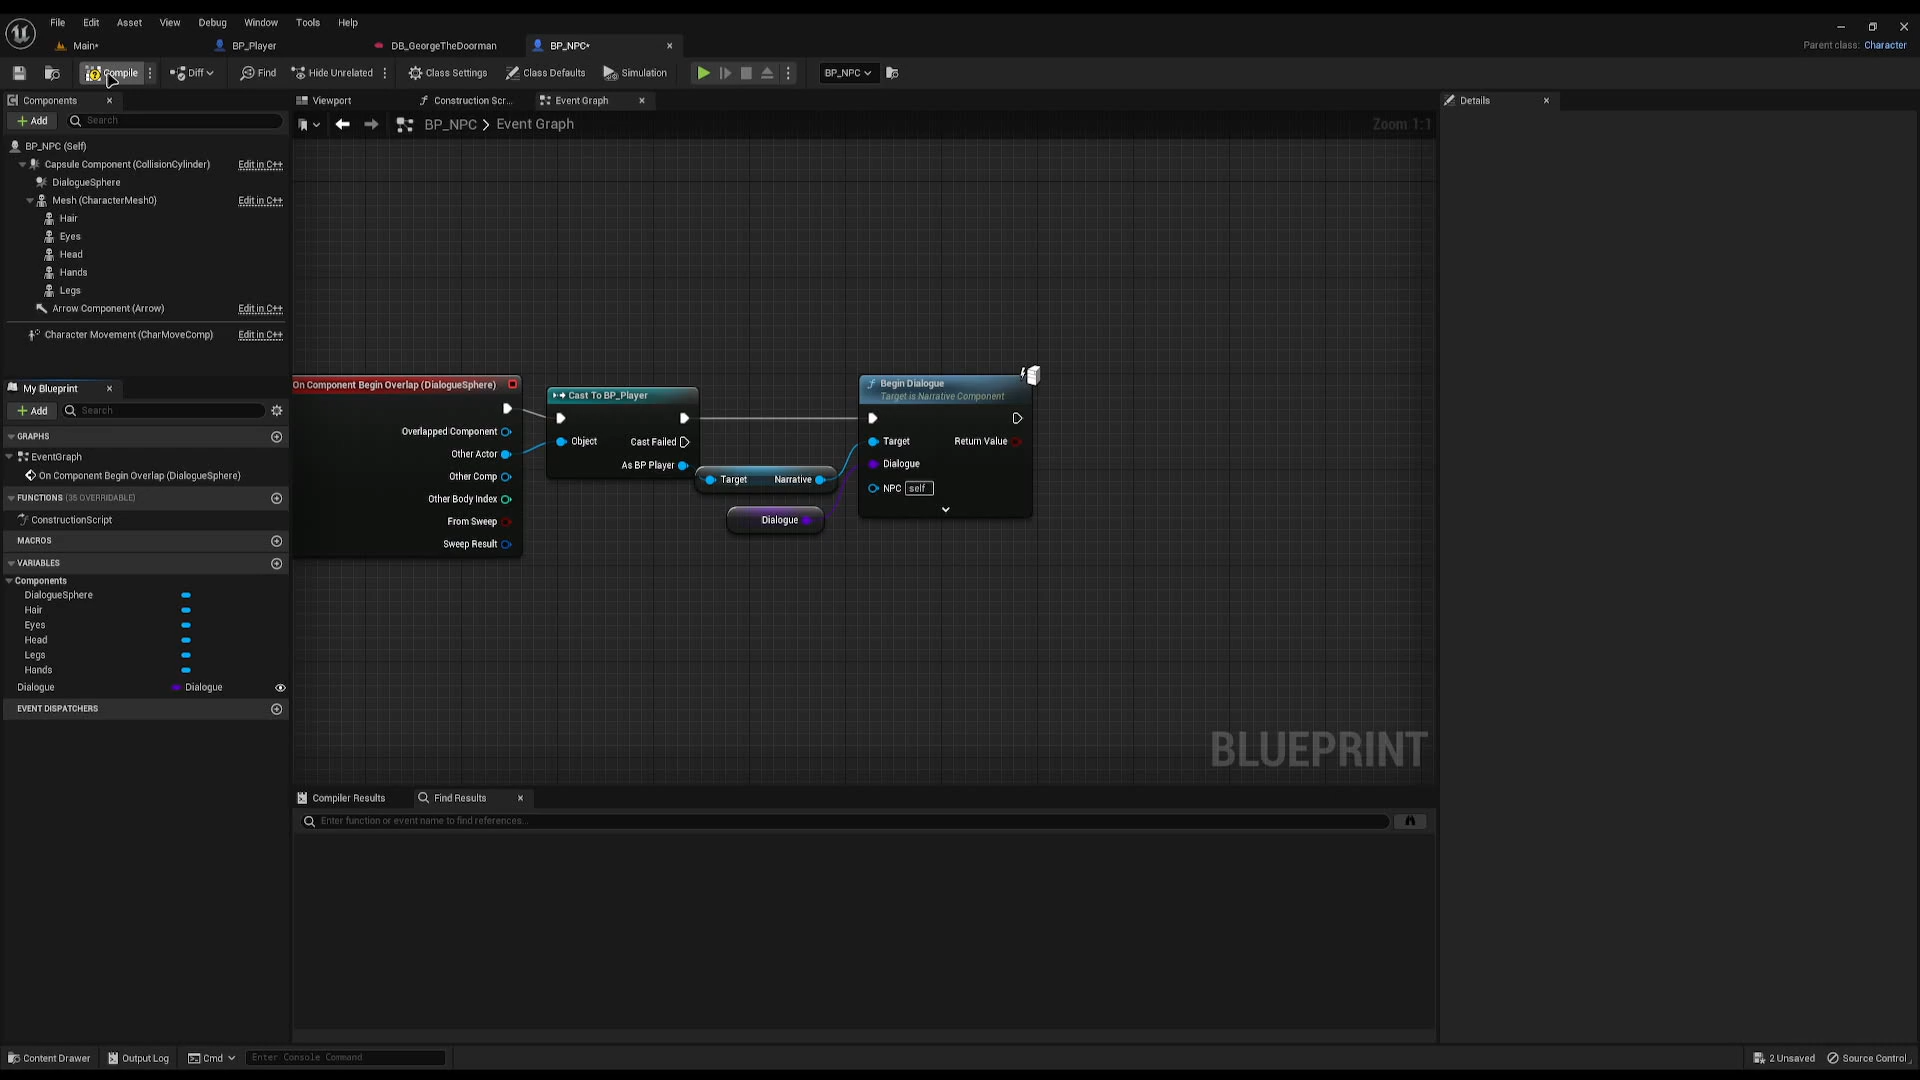 File Edit Asset View Debug Window Tools Help
Main* BP_Player DB_GeorgeTheDoorman BP_NPC*
Parent class: Character
Compile Diff Find Hide Unrelated Class Settings Class Defaults Simulation BP_NPC
Components
Viewport Construction Scr... Event Graph
Details
Add Search
BP_NPC > Event Graph
Zoom 1:1
BP_NPC (Self)
Capsule Component (CollisionCylinder) Edit in C++
DialogueSphere
Mesh (CharacterMesh0) Edit in C++
Hair
Eyes
Head
Hands
Legs
Arrow Component (Arrow) Edit in C++
Character Movement (CharMoveComp) Edit in C++
My Blueprint
Add Search
GRAPHS
EventGraph
On Component Begin Overlap (DialogueSphere)
FUNCTIONS (35 OVERRIDABLE)
ConstructionScript
MACROS
VARIABLES
Components
DialogueSphere
Hair
Eyes
Head
Legs
Hands
Dialogue Dialogue
EVENT DISPATCHERS
On Component Begin Overlap (DialogueSphere)
Overlapped Component
Other Actor
Other Comp
Other Body Index
From Sweep
Sweep Result
Cast To BP_Player
Object Cast Failed
As BP Player
Target Narrative
Dialogue
Begin Dialogue
Target is Narrative Component
Target Return Value
Dialogue
NPC self
BLUEPRINT
Compiler Results Find Results
Enter function or event name to find references...
Content Drawer Output Log Cmd Enter Console Command
2 Unsaved Source Control